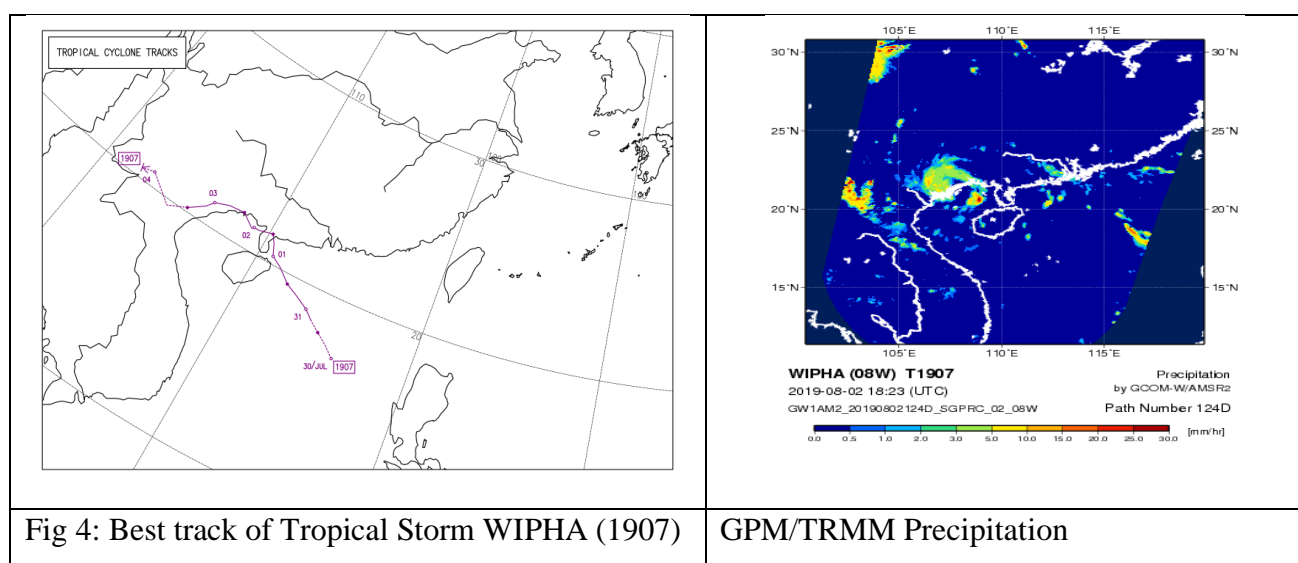 TROPICAL CYCLONE TRACKS
110
120
30
1907
04
03
02
01
31
20
30/JUL 1907
110°E 115°E
30°N 30°N
25°N 25°N
20°N 20°N
15°N 15°N
105°E 110°E 115°E
WIPHA (08W) T1907 Precipitation
2019-08-02 18:23 (UTC) by GCOM-W/AMSR2
GW1AM2_20190802124D_SGPRC_02_08W Path Number 124D
0.0 0.5 1.0 2.0 3.0 5.0 10.0 15.0 20.0 25.0 30.0 [mm/hr]
Fig 4: Best track of Tropical Storm WIPHA (1907)
GPM/TRMM Precipitation